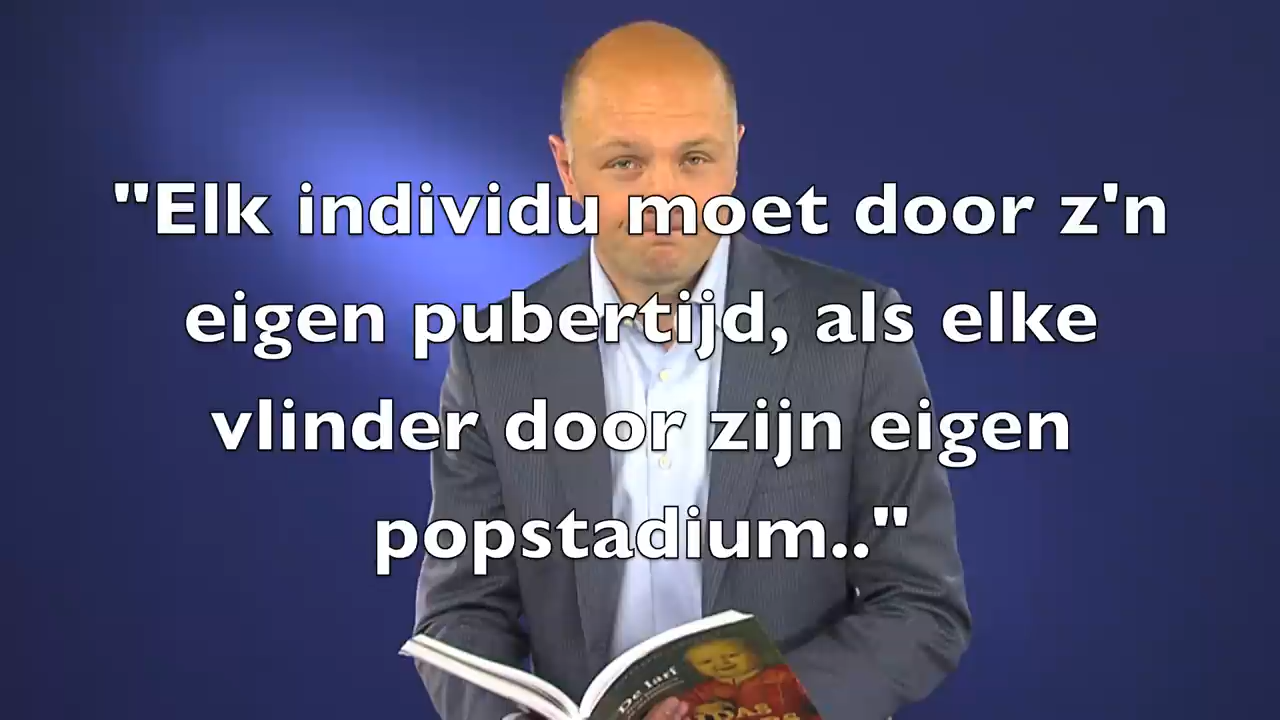 "Elk individu moet door z'n
eigen pubertijd, als elke
vlinder door zijn eigen
popstadium.."
De larf